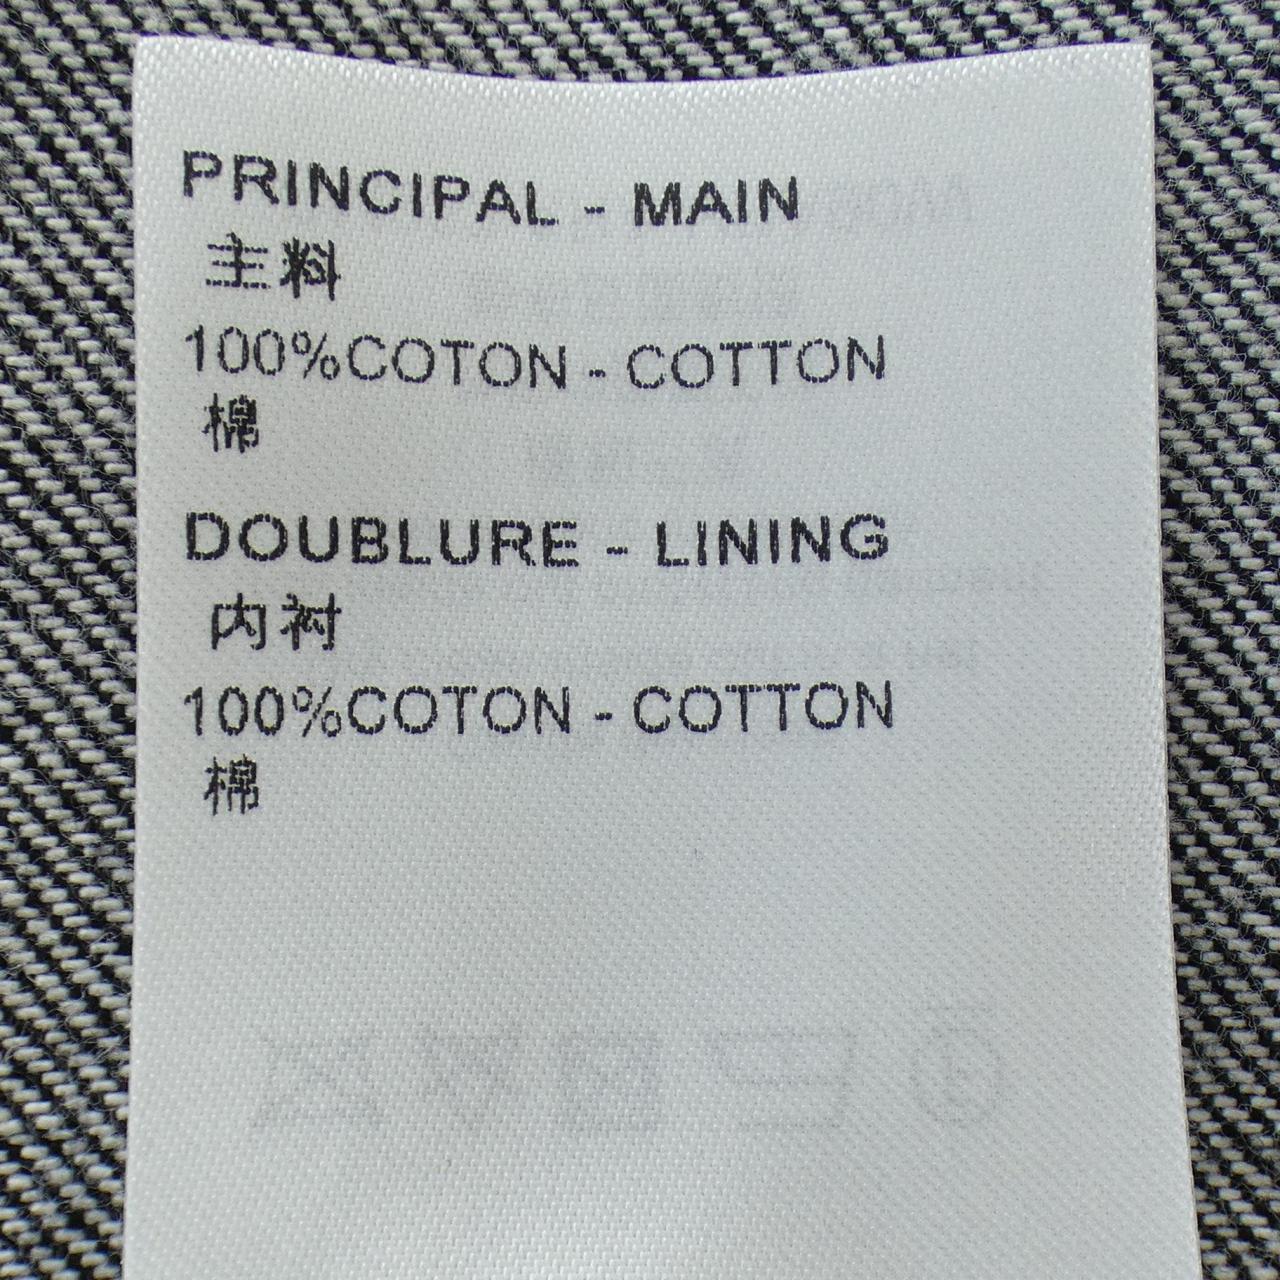 PRINCIPAL - MAIN
主料
100%COTON - COTTON
棉
DOUBLURE - LINING
内衬
100%COTON - COTTON
棉